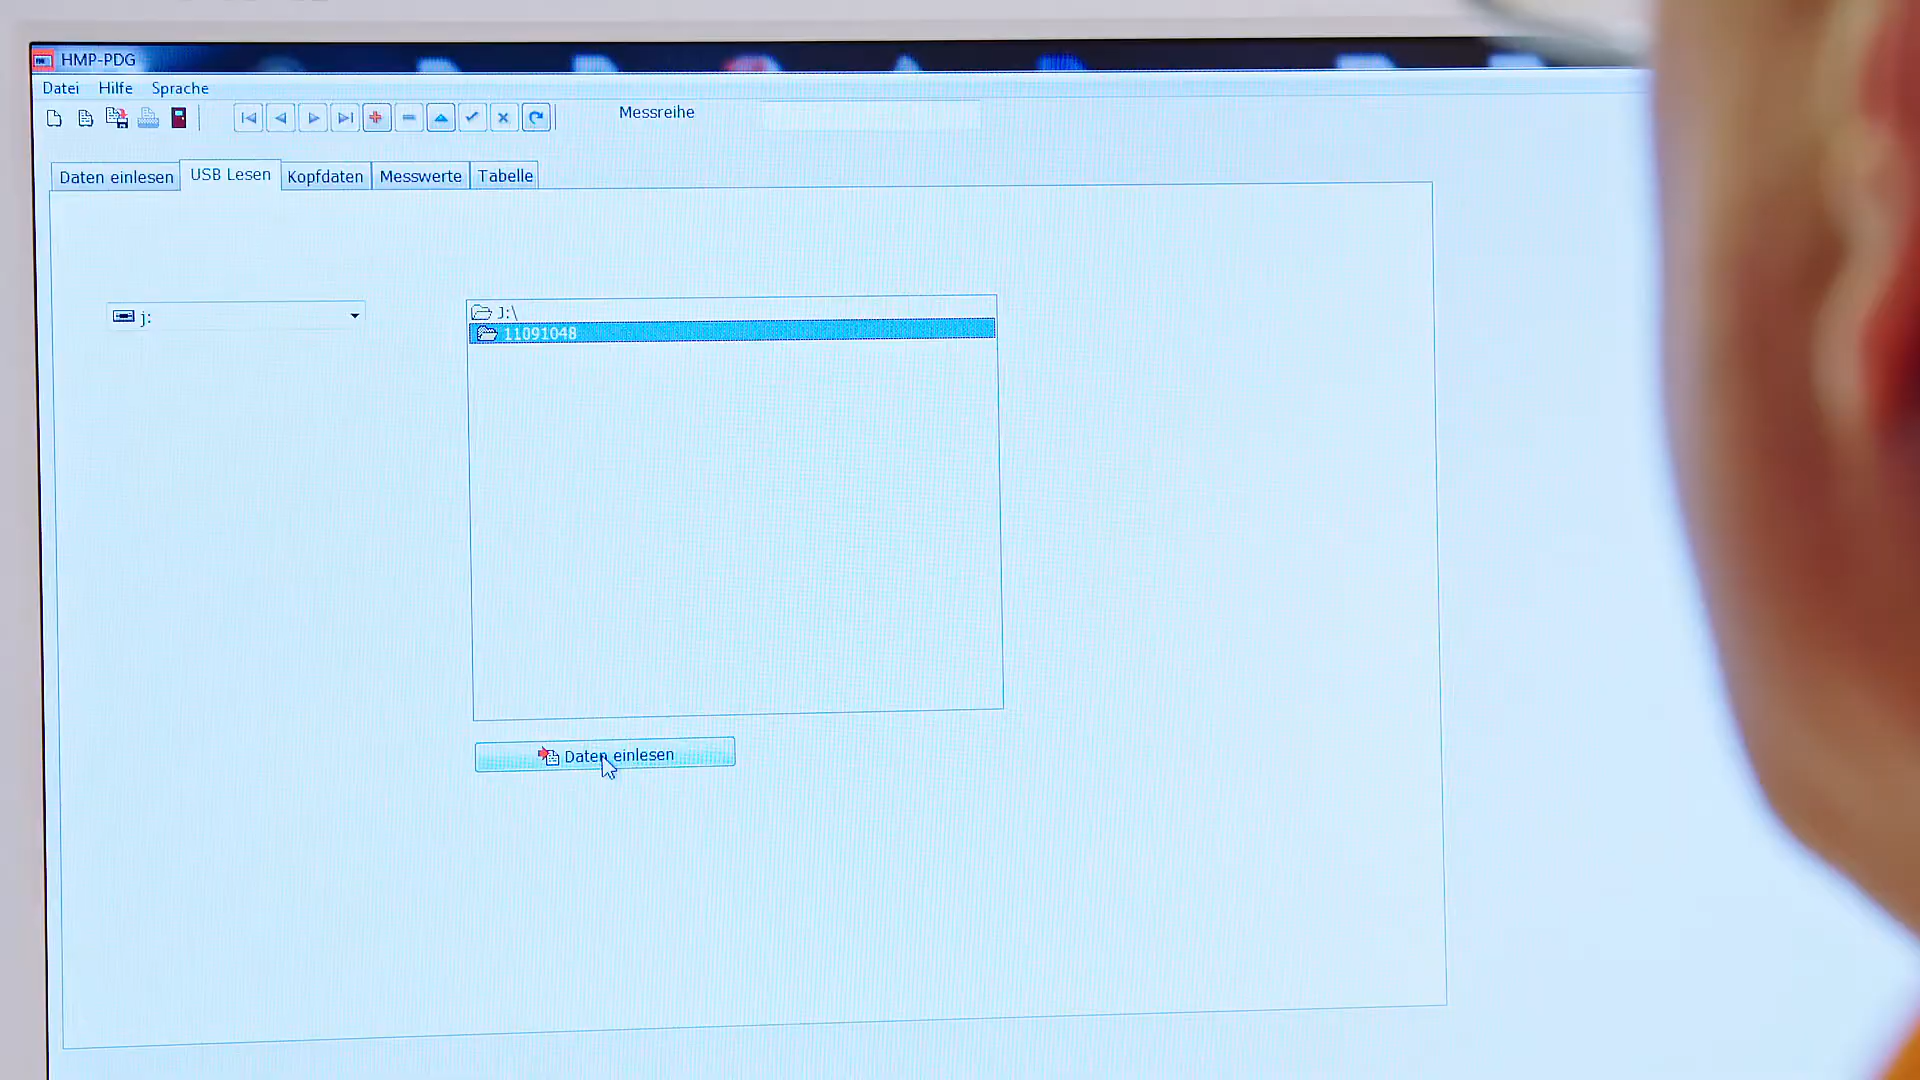 HMP-PDG
Datei Hilfe Sprache
Messreihe
Daten einlesen USB Lesen Kopfdaten Messwerte Tabelle
j:
J:\
11091048
Daten einlesen